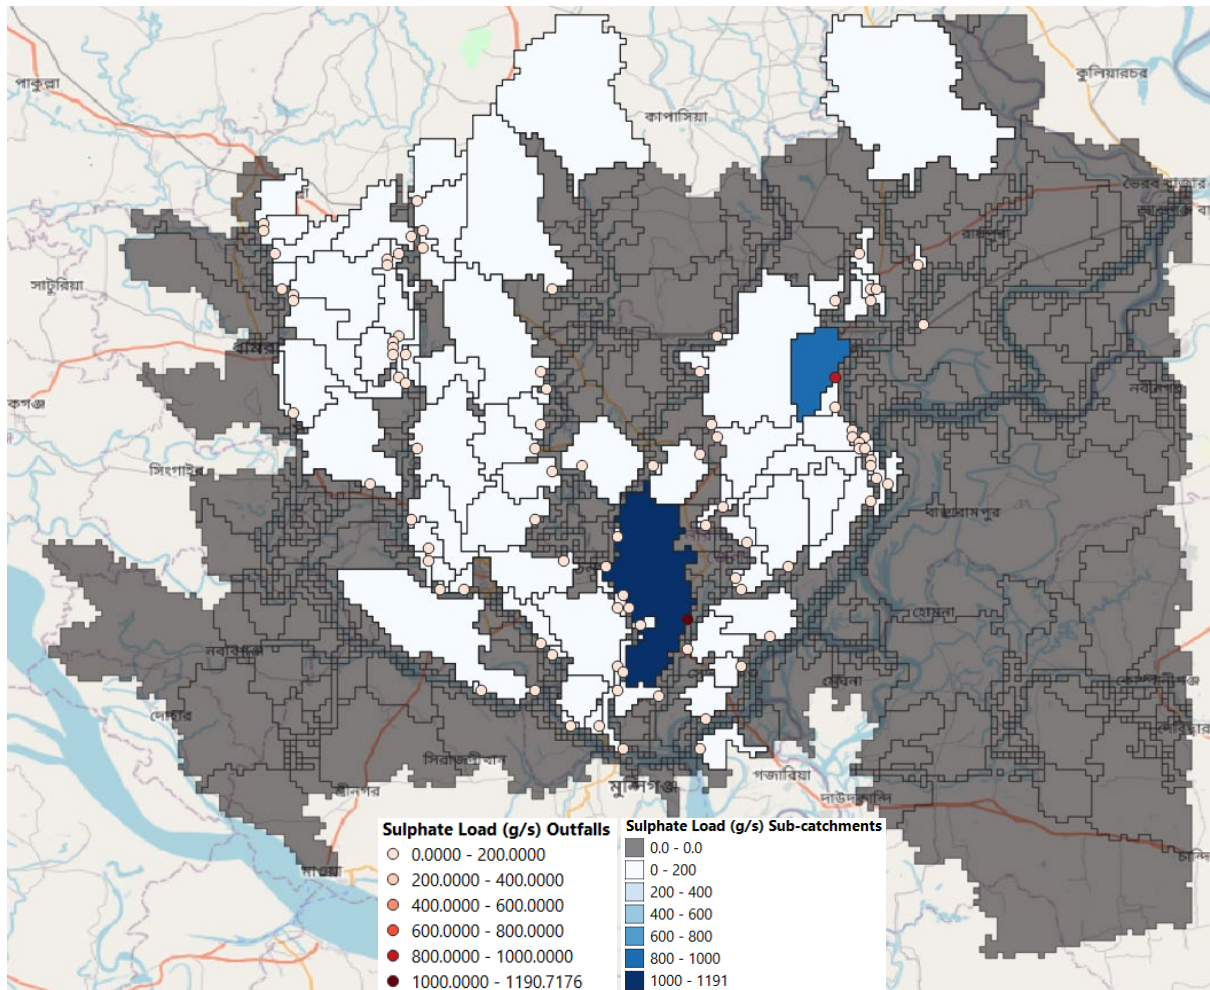 পাকুল্লা
কুলিয়ারচর
কাপাসিয়া
ভৈরব বাজার
রায়পুরা
সাটুরিয়া
নবীনগর
কগঞ্জ
সিংগাইর
বাঞ্ছারামপুর
হোমনা
নবাবগঞ্জ
মেঘনা
দোহার
সিরাজদীখান
গজারিয়া
মুন্সিগঞ্জ
শ্রীনগর
দাউদকান্দি
চান্দি
মাওয়া
Sulphate Load (g/s) Outfalls
0.0000 - 200.0000
200.0000 - 400.0000
400.0000 - 600.0000
600.0000 - 800.0000
800.0000 - 1000.0000
1000.0000 - 1190.7176
Sulphate Load (g/s) Sub-catchments
0.0 - 0.0
0 - 200
200 - 400
400 - 600
600 - 800
800 - 1000
1000 - 1191